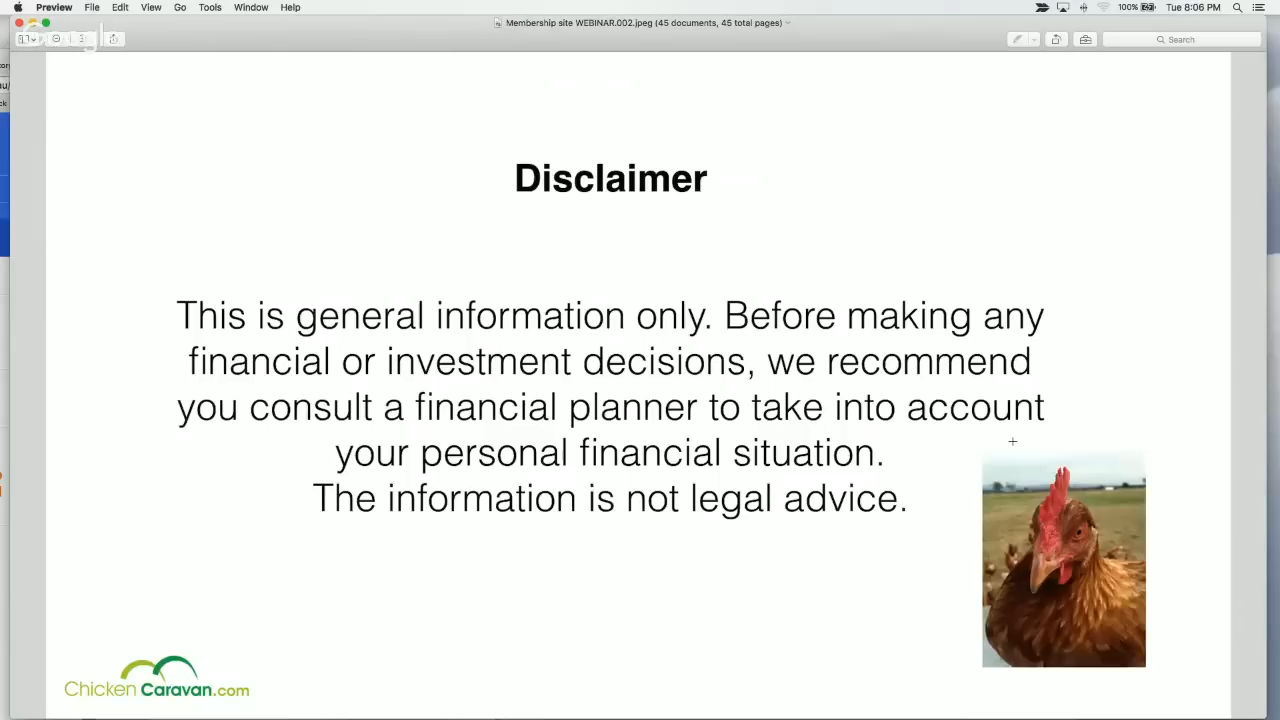 Preview File Edit View Go Tools Window Help 100% Tue 8:06 PM
Membership site WEBINAR.002.jpeg (45 documents, 45 total pages)
Search
Disclaimer
This is general information only. Before making any
financial or investment decisions, we recommend
you consult a financial planner to take into account
your personal financial situation.
The information is not legal advice.
Chicken Caravan.com